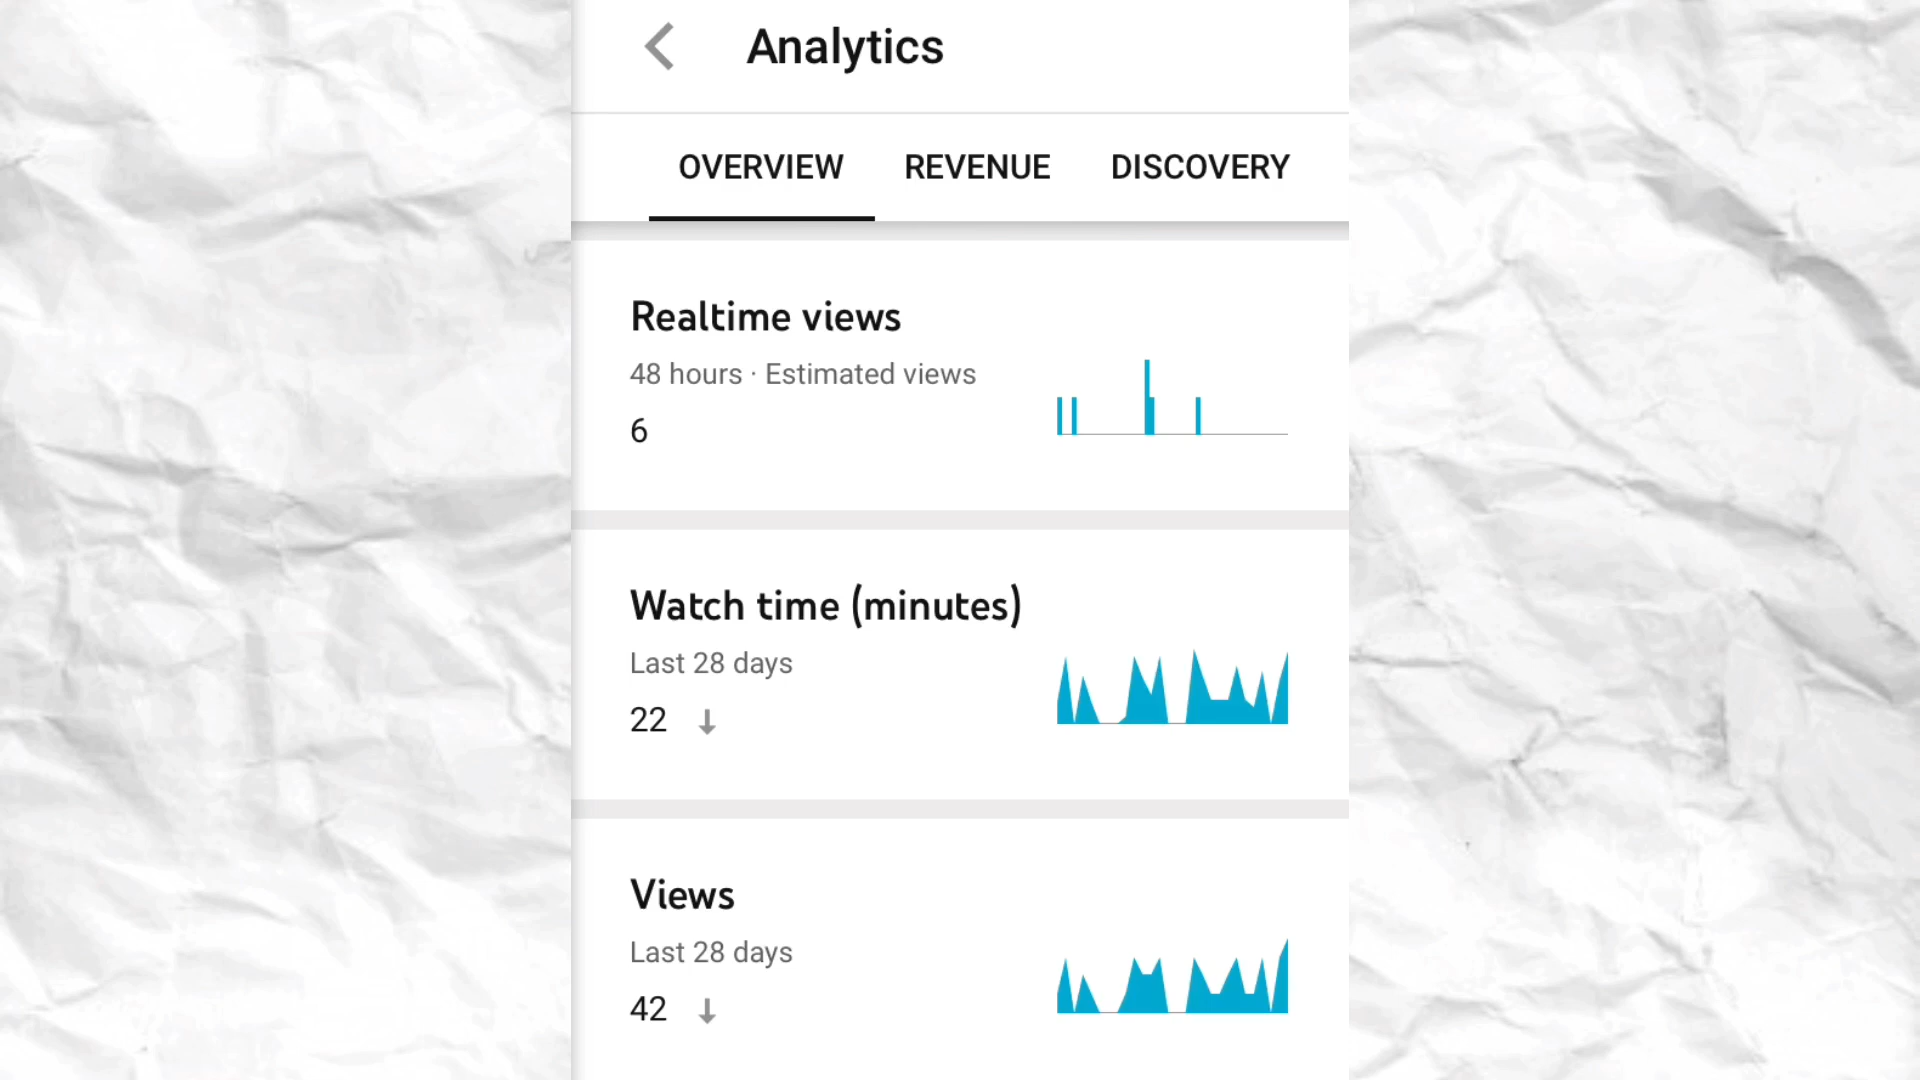 Analytics
OVERVIEW REVENUE DISCOVERY
Realtime views
48 hours · Estimated views
6
Watch time (minutes)
Last 28 days
22
Views
Last 28 days
42